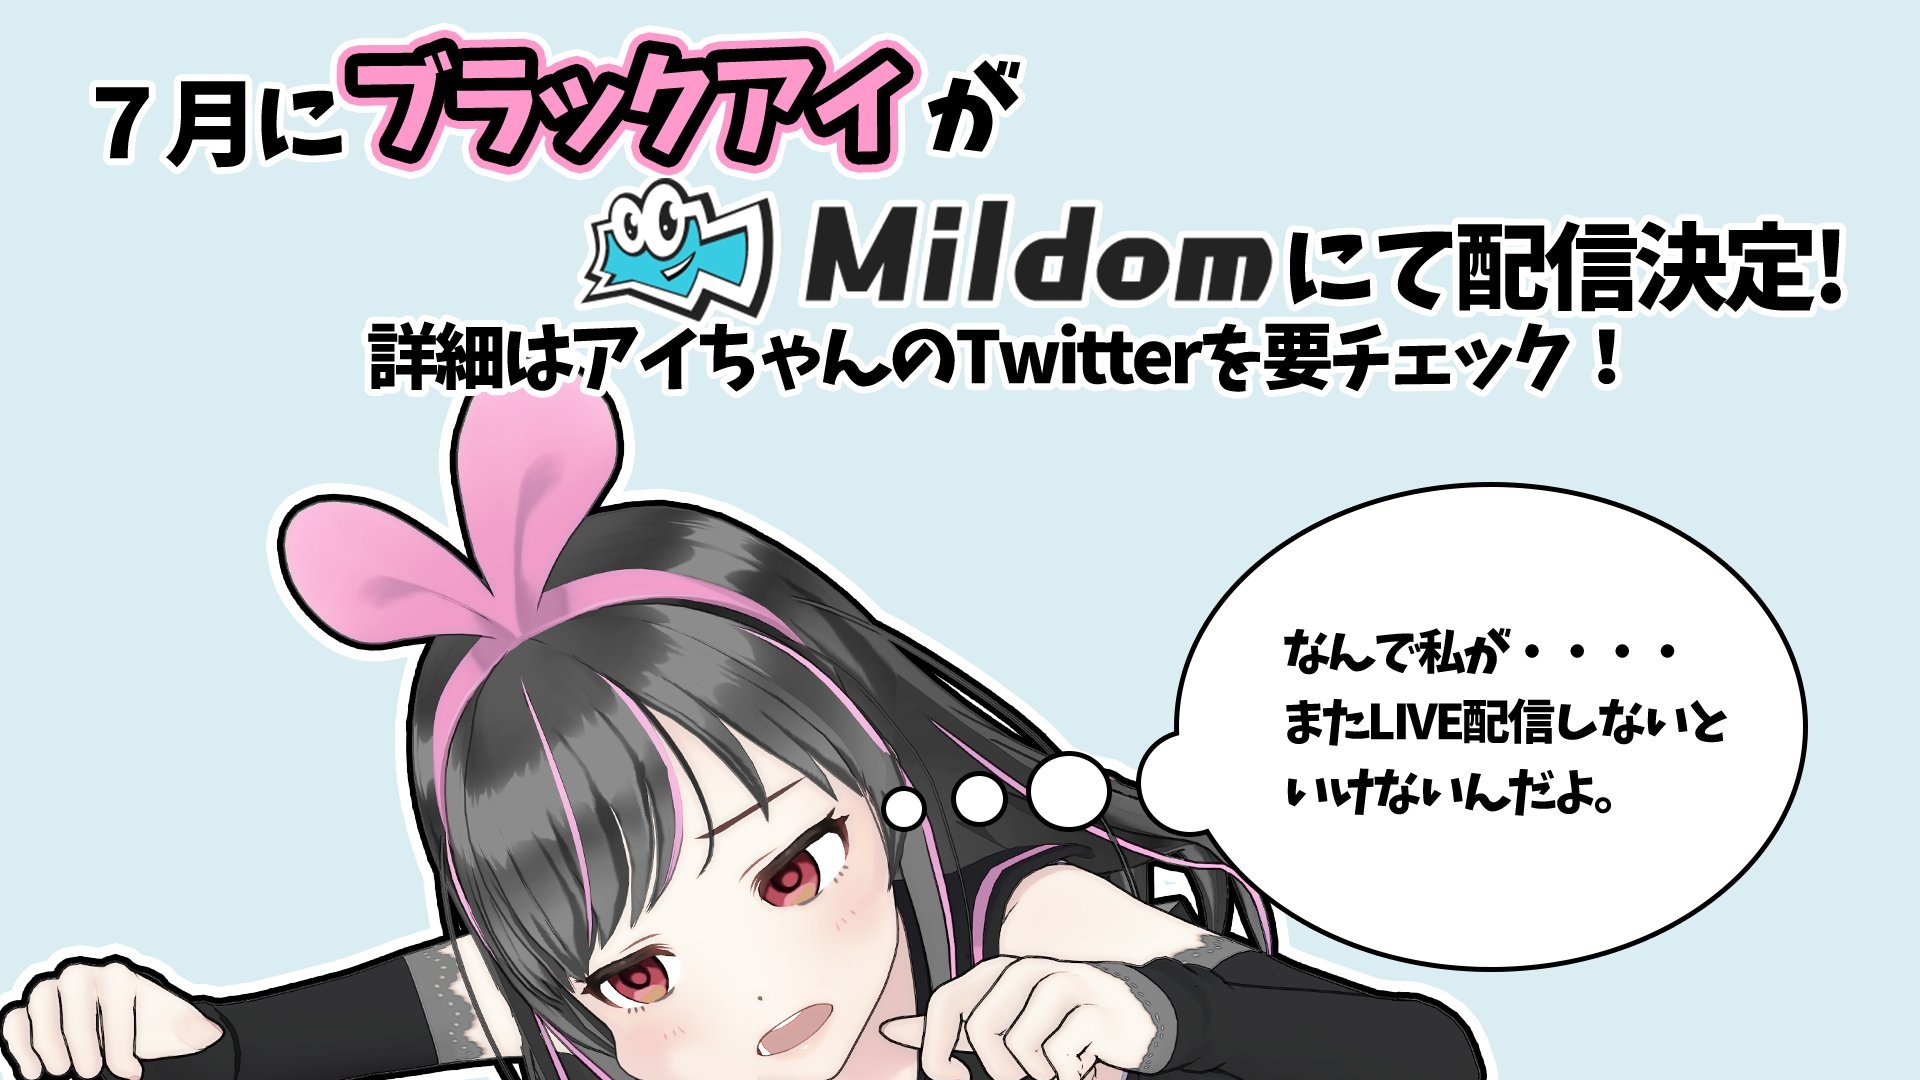 ７月にブラックアイが
Mildomにて配信決定!
詳細はアイちゃんのTwitterを要チェック！
なんで私が・・・・
またLIVE配信しないと
いけないんだよ。